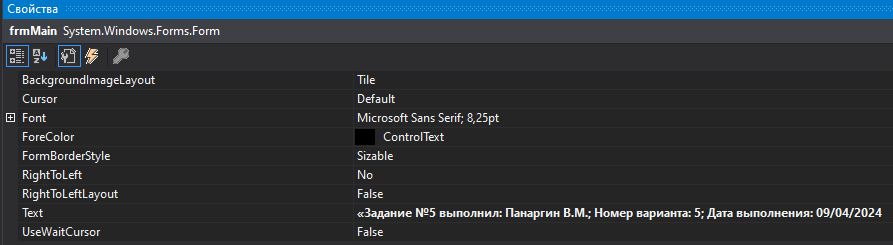 Свойства
frmMain System.Windows.Forms.Form
BackgroundImageLayout Tile
Cursor Default
Font Microsoft Sans Serif; 8,25pt
ForeColor ControlText
FormBorderStyle Sizable
RightToLeft No
RightToLeftLayout False
Text «Задание №5 выполнил: Панаргин В.М.; Номер варианта: 5; Дата выполнения: 09/04/2024
UseWaitCursor False